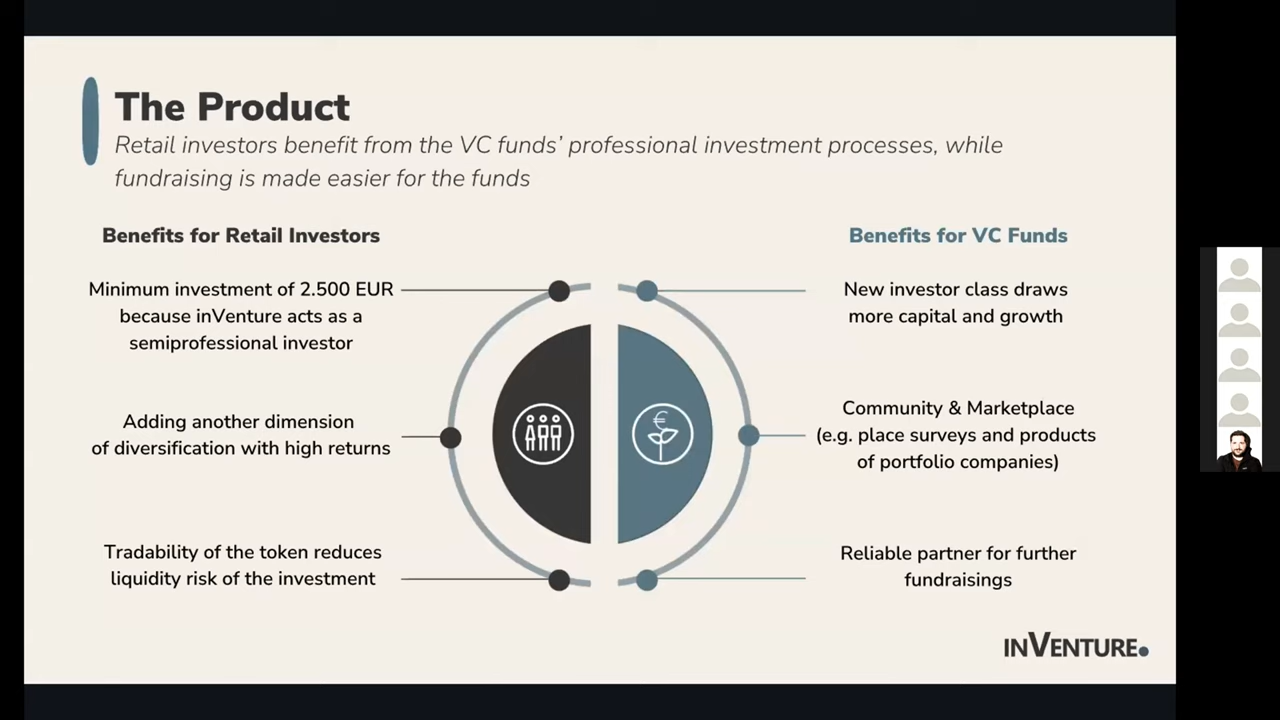 The Product
Retail investors benefit from the VC funds’ professional investment processes, while
fundraising is made easier for the funds
Benefits for Retail Investors
Minimum investment of 2.500 EUR
because inVenture acts as a
semiprofessional investor
Adding another dimension
of diversification with high returns
Tradability of the token reduces
liquidity risk of the investment
Benefits for VC Funds
New investor class draws
more capital and growth
Community & Marketplace
(e.g. place surveys and products
of portfolio companies)
Reliable partner for further
fundraisings
€
INVENTURE.